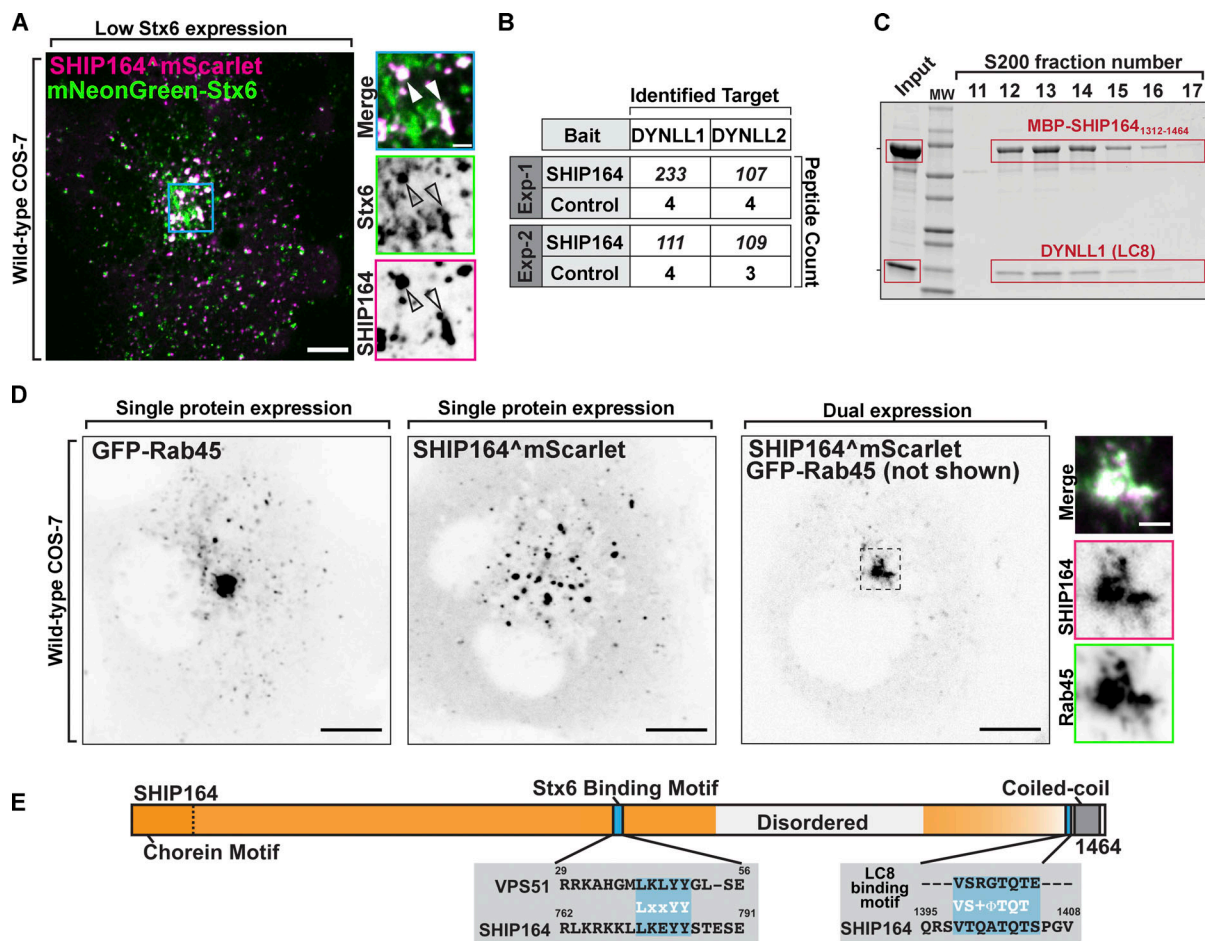 A
Low Stx6 expression
Wild-type COS-7
SHIP164^mScarlet
mNeonGreen-Stx6
Merge
Stx6
SHIP164
B
Identified Target
Bait DYNLL1 DYNLL2
Exp-1
SHIP164 233 107
Control 4 4
Exp-2
SHIP164 111 109
Control 4 3
Peptide Count
C
Input
MW
S200 fraction number
11 12 13 14 15 16 17
MBP-SHIP164₁₃₁₂₋₁₄₆₄
DYNLL1 (LC8)
D
Single protein expression
Single protein expression
Dual expression
Wild-type COS-7
GFP-Rab45
SHIP164^mScarlet
SHIP164^mScarlet
GFP-Rab45 (not shown)
Merge
SHIP164
Rab45
E
SHIP164
Stx6 Binding Motif
Coiled-coil
Disordered
Chorein Motif
1464
29 56
VPS51 RRKAHGMLKLYYGL-SE
LxxYY
762 791
SHIP164 RLKRKKLLKEYYSTESE
LC8 binding motif
----VSRGTQTE----
VS+ΦTQT
1395 1408
SHIP164 QRSVTQATQTSPGV